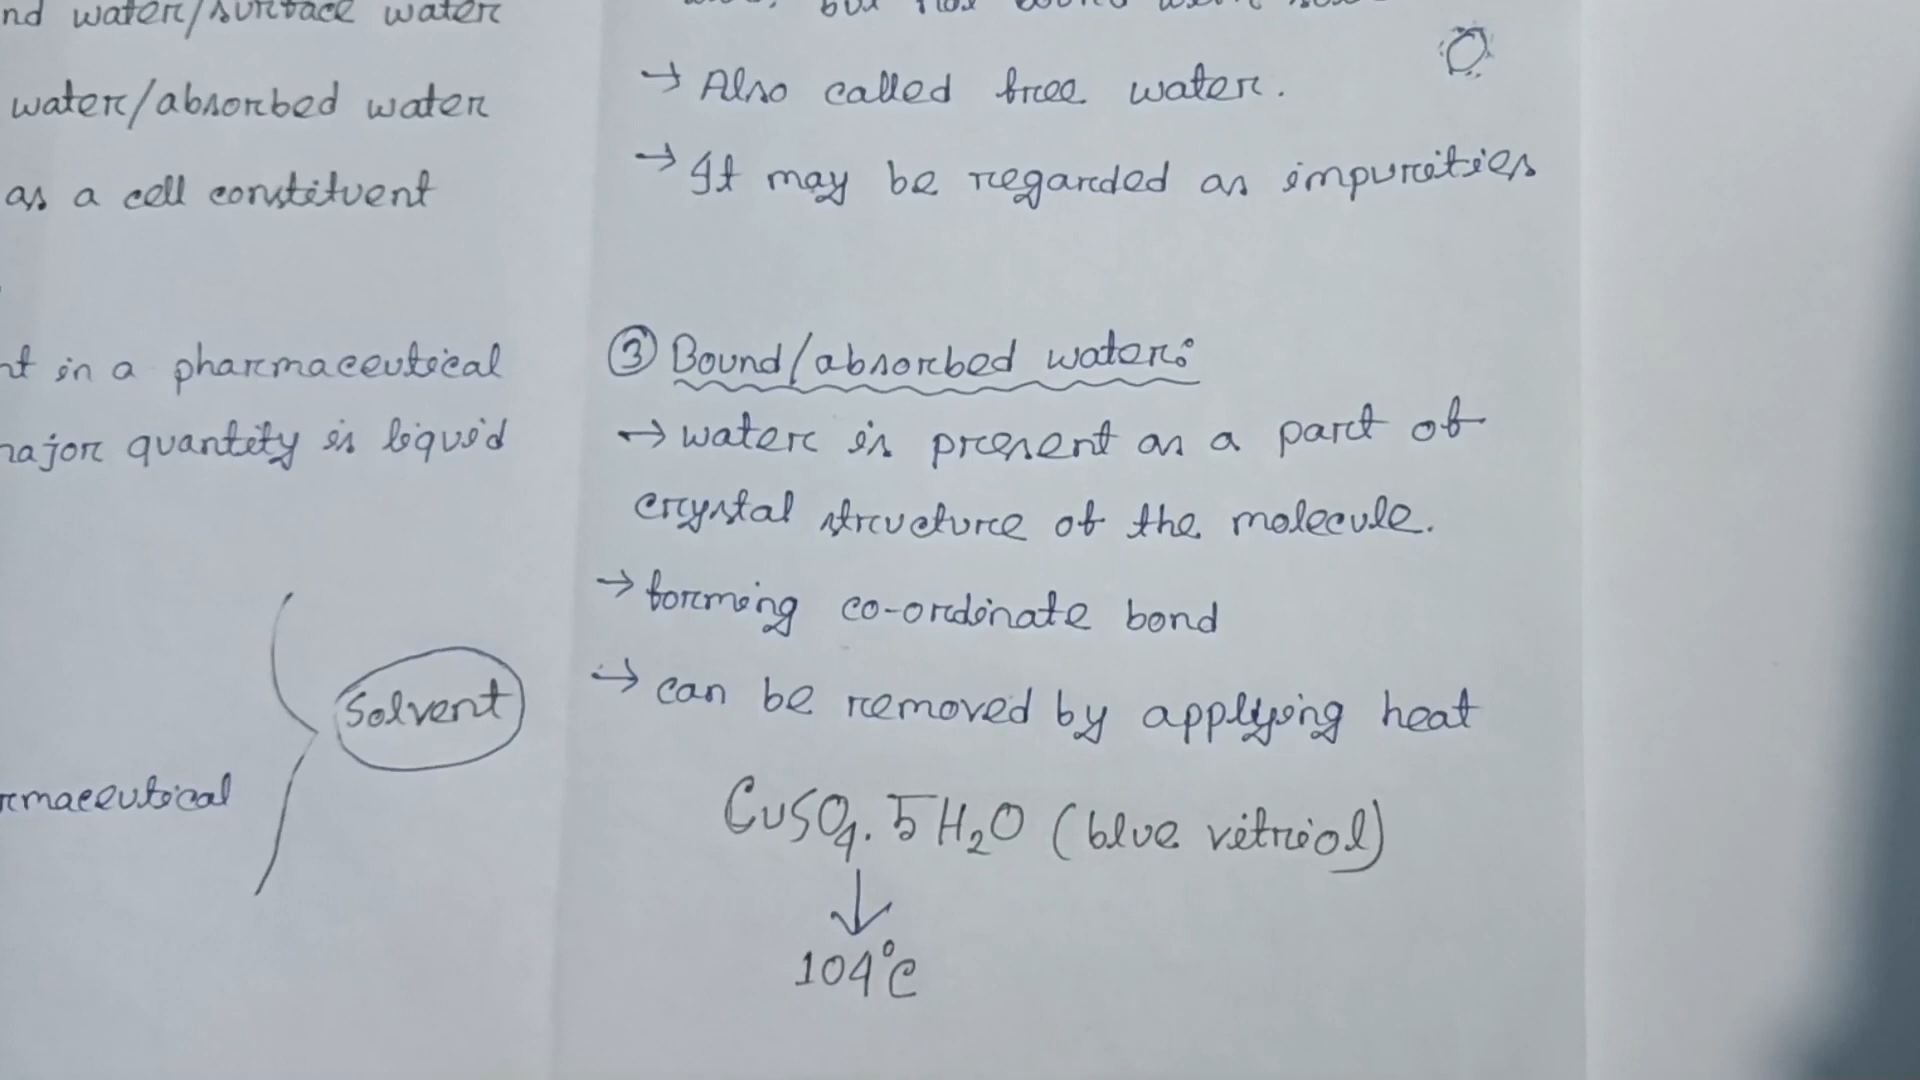 nd water/surface water
water/absorbed water
as a cell constituent
nt in a pharmaceutical
major quantity is liquid
Solvent
rmaceutical
→ Also called free water.
→ It may be regarded as impurities
③ Bound/absorbed water:
→ water is present as a part of
crystal structure of the molecule.
→ forming co-ordinate bond
→ can be removed by applying heat
CuSO₄. 5H₂O (blue vitriol)
↓
104°C